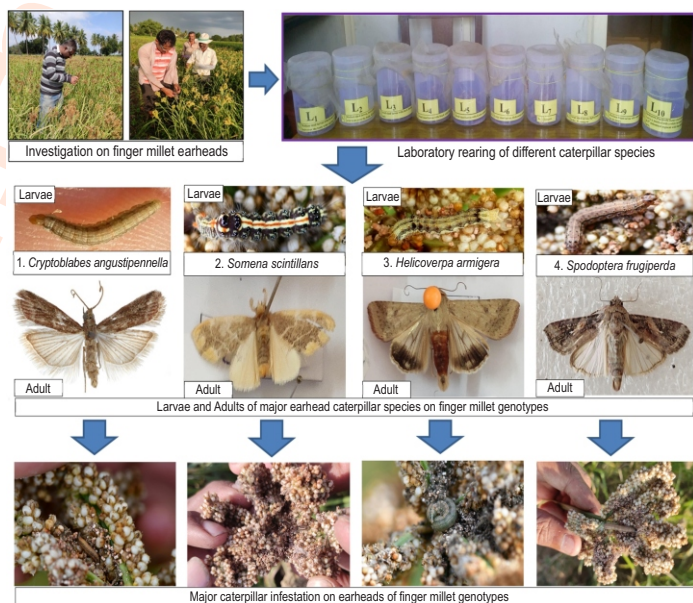 Investigation on finger millet earheads
L1 L2 L3 L4 L5 L6 L7 L8 L9 L10
Laboratory rearing of different caterpillar species
Larvae
Larvae
Larvae
Larvae
1. Cryptoblabes angustipennella
2. Somena scintillans
3. Helicoverpa armigera
4. Spodoptera frugiperda
Adult
Adult
Adult
Adult
Larvae and Adults of major earhead caterpillar species on finger millet genotypes
Major caterpillar infestation on earheads of finger millet genotypes